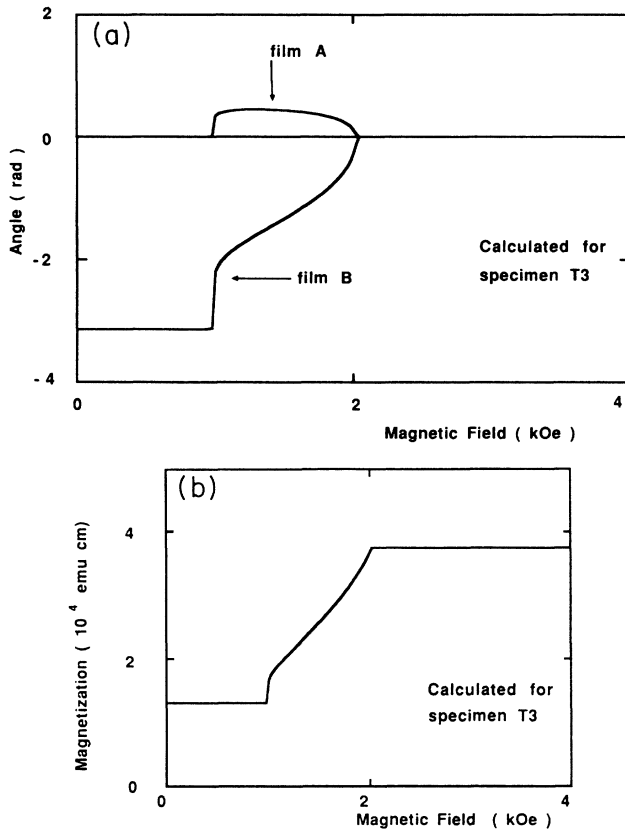 (a)
film A
2
0
-2
-4
Angle ( rad )
film B
Calculated for
specimen T3
0
2
4
Magnetic Field ( kOe )
(b)
4
2
0
Magnetization ( 10⁻⁴ emu cm)
Calculated for
specimen T3
0
2
4
Magnetic Field ( kOe )